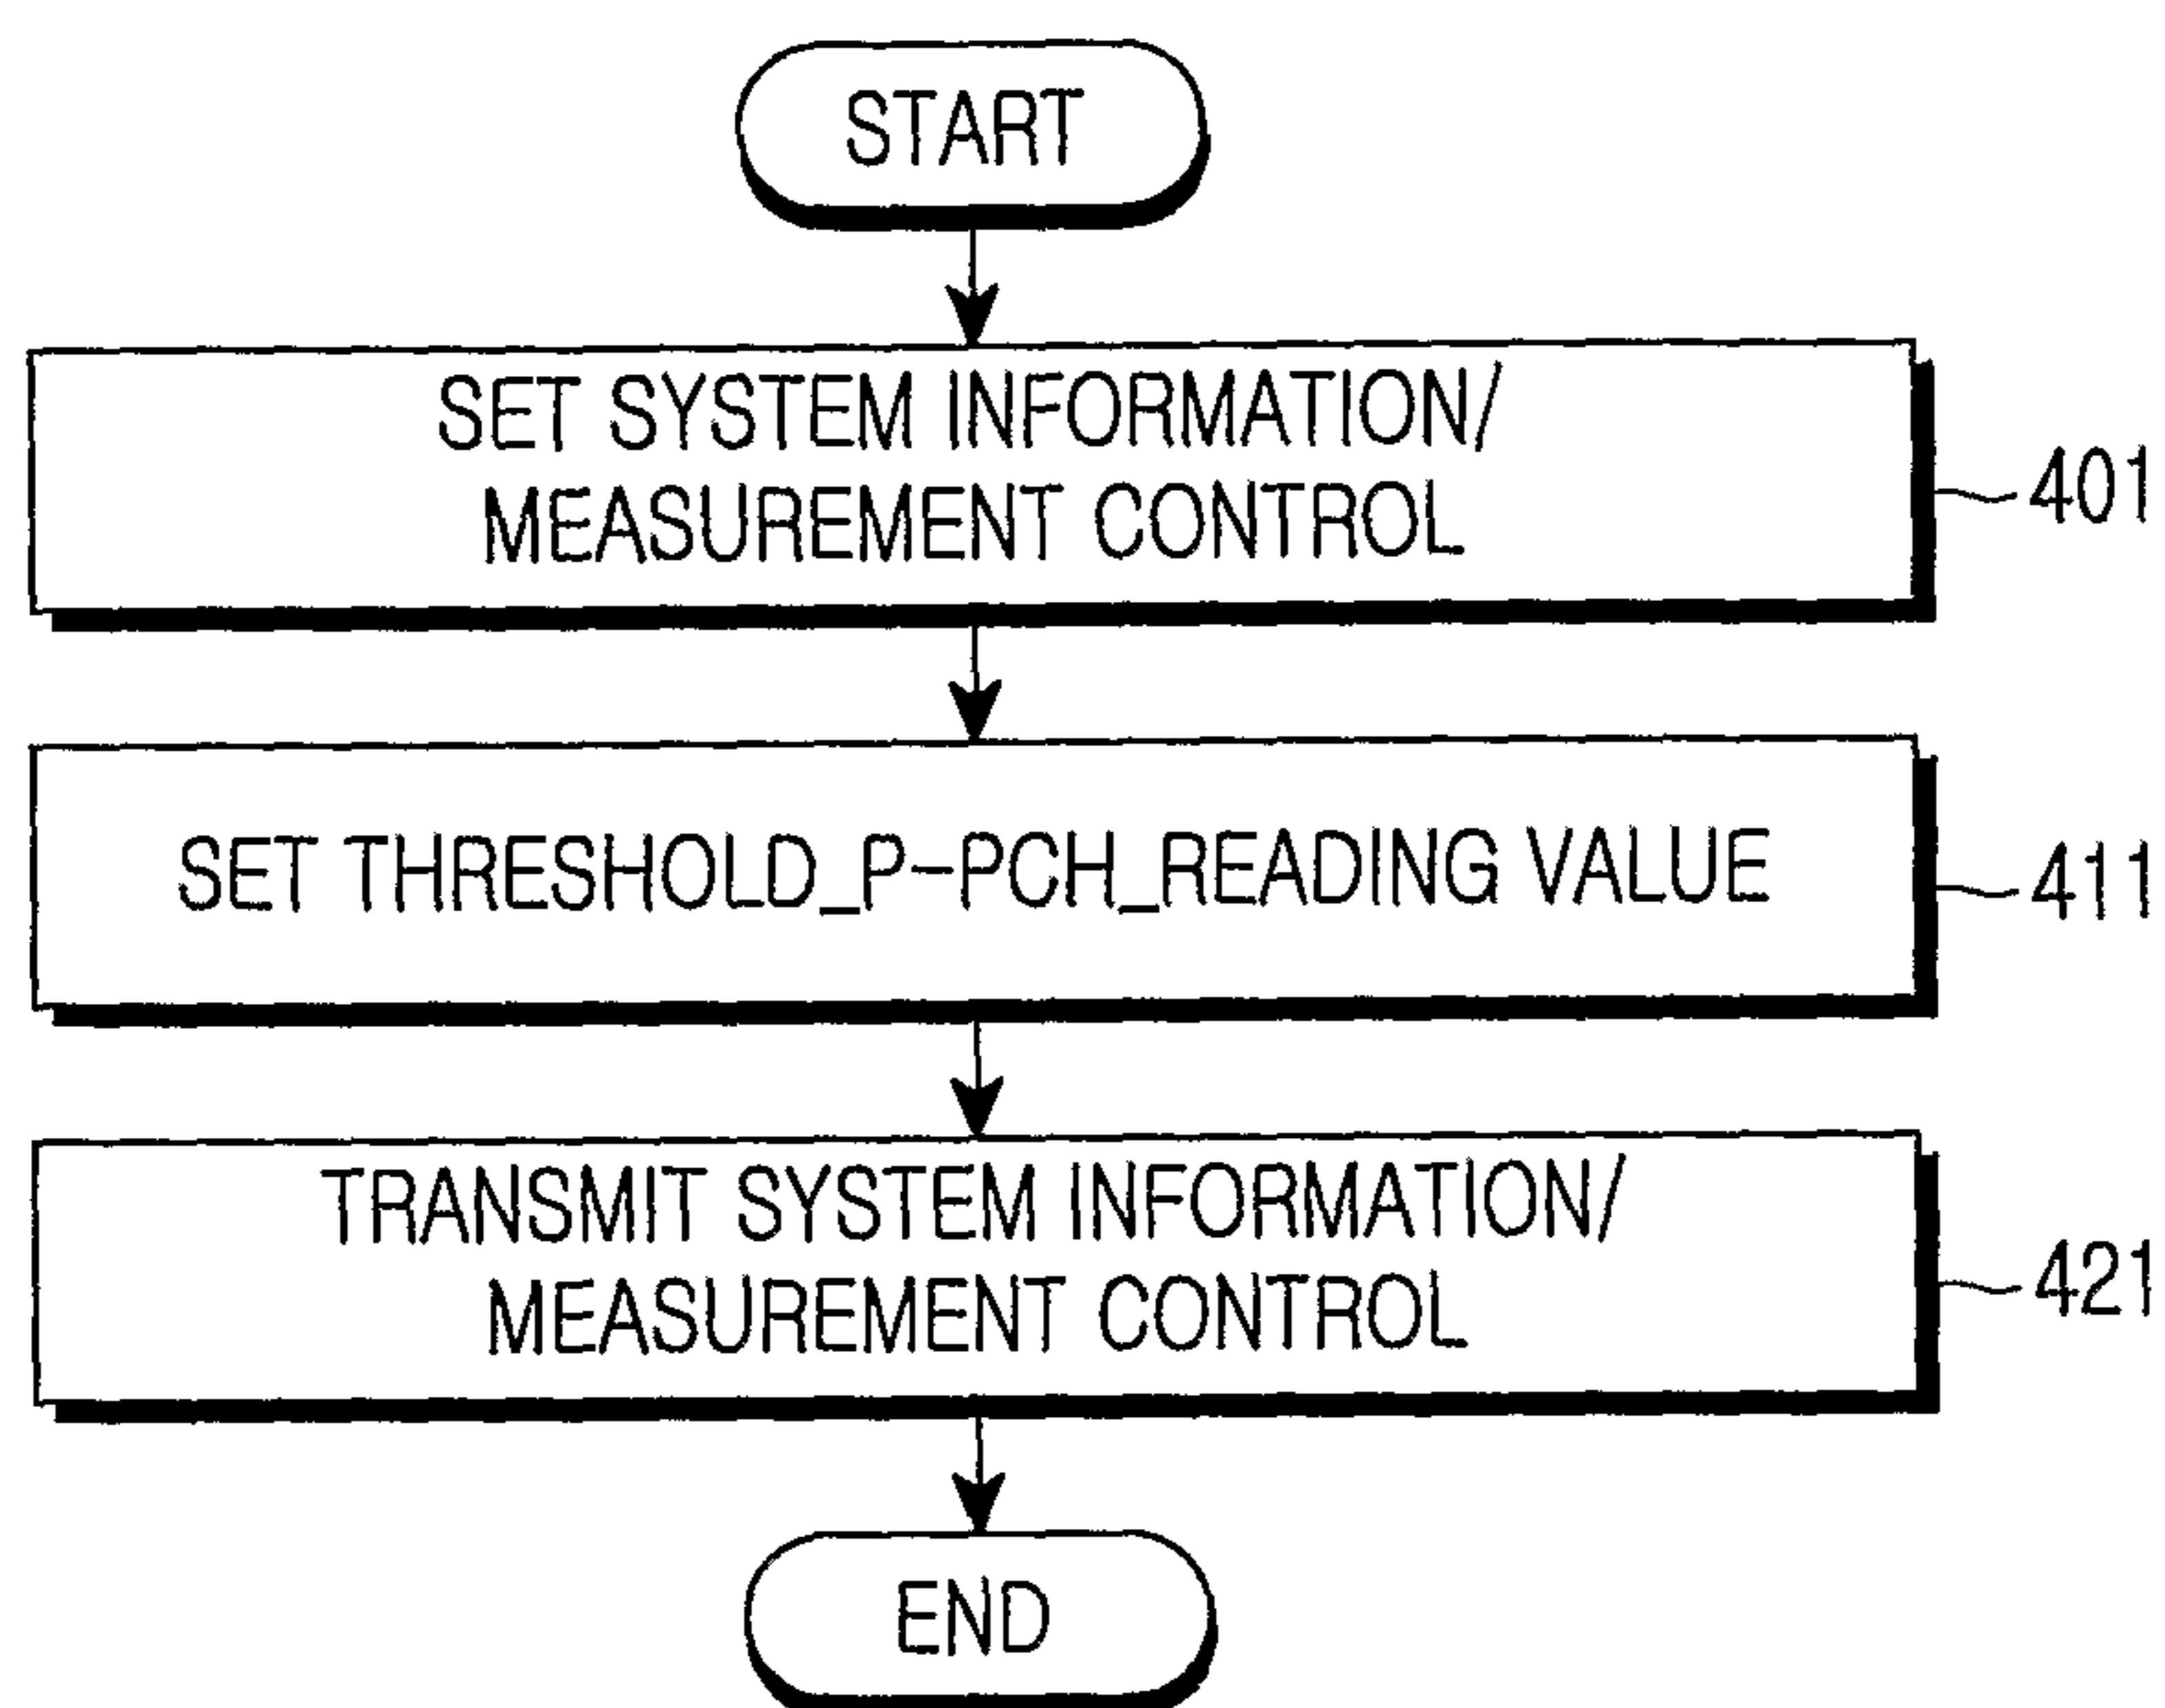 START
SET SYSTEM INFORMATION/
MEASUREMENT CONTROL
401
SET THRESHOLD_P-PCH_READING VALUE
411
TRANSMIT SYSTEM INFORMATION/
MEASUREMENT CONTROL
421
END